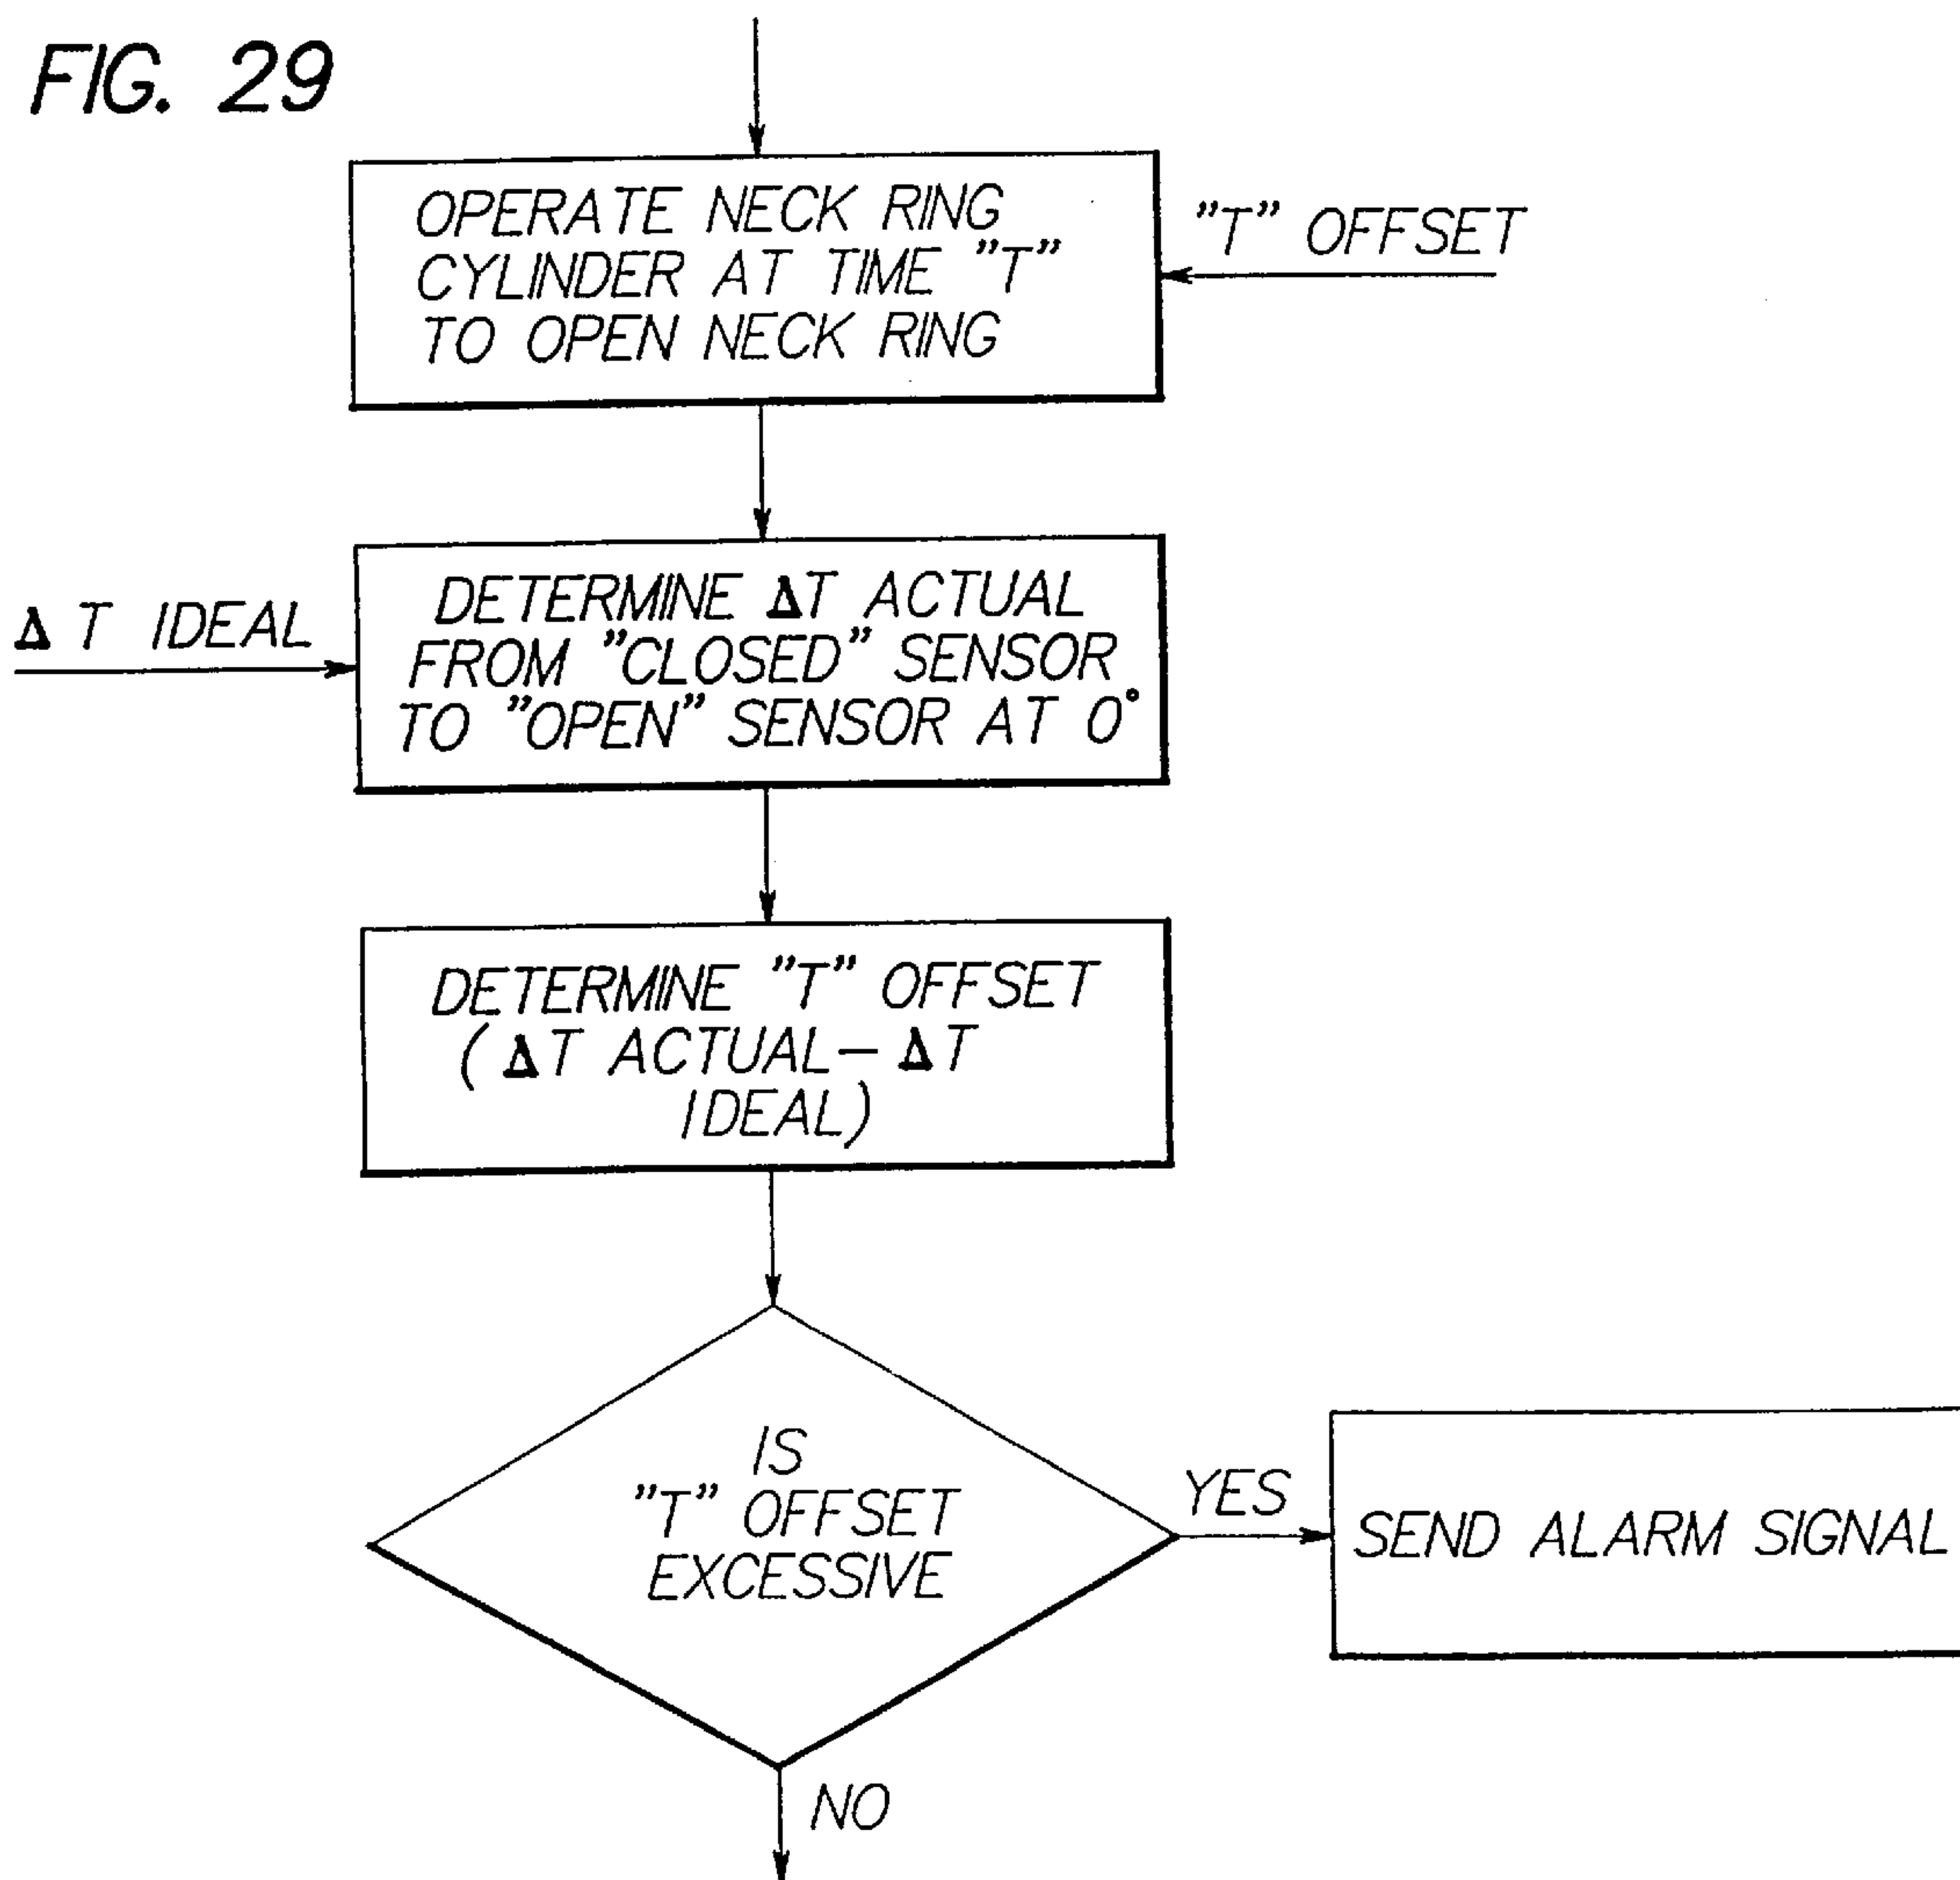 FIG. 29
OPERATE NECK RING
CYLINDER AT TIME "T"
TO OPEN NECK RING
"T" OFFSET
Δ T IDEAL
DETERMINE ΔT ACTUAL
FROM "CLOSED" SENSOR
TO "OPEN" SENSOR AT 0°
DETERMINE "T" OFFSET
(ΔT ACTUAL- ΔT
IDEAL)
IS
"T" OFFSET
EXCESSIVE
YES
SEND ALARM SIGNAL
NO